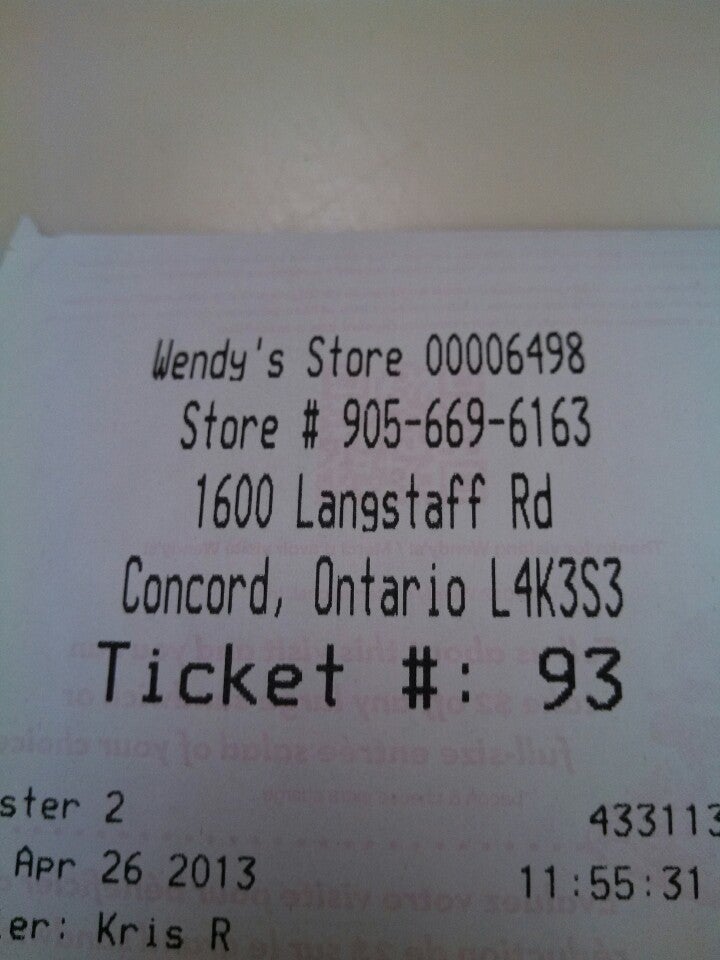 Wendy's Store 00006498
Store # 905-669-6163
1600 Langstaff Rd
Concord, Ontario L4K3S3
Ticket #: 93
ster 2 433113
Apr 26 2013 11:55:31
er: Kris R